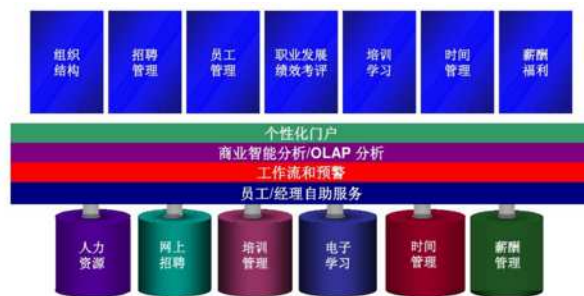 组织
结构
招聘
管理
员工
管理
职业发展
绩效考评
培训
学习
时间
管理
薪酬
福利
个性化门户
商业智能分析/OLAP 分析
工作流和预警
员工/经理自助服务
人力
资源
网上
招聘
培训
管理
电子
学习
时间
管理
薪酬
管理